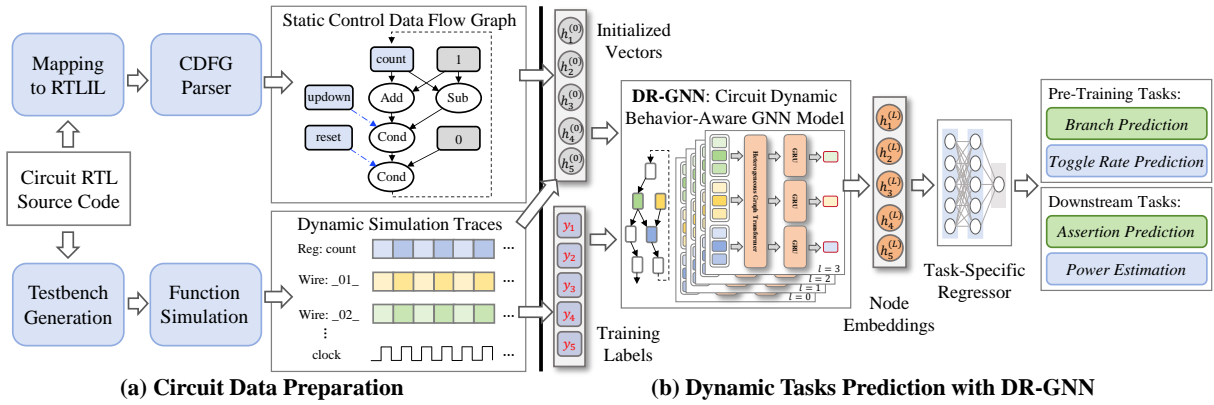 Static Control Data Flow Graph
Mapping
to RTLIL
CDFG
Parser
count
1
updown
Add
Sub
reset
Cond
0
Cond
Circuit RTL
Source Code
Testbench
Generation
Function
Simulation
Dynamic Simulation Traces
Reg: count
...
Wire: _01_
...
Wire: _02_
...
⋮
clock
...
(a) Circuit Data Preparation
h₁⁽⁰⁾
h₂⁽⁰⁾
h₃⁽⁰⁾
h₄⁽⁰⁾
h₅⁽⁰⁾
Initialized
Vectors
y₁
y₂
y₃
y₄
y₅
Training
Labels
DR-GNN: Circuit Dynamic
Behavior-Aware GNN Model
Heterogeneous Graph Transformer
GRU
GRU
GRU
l = 3
l = 2
l = 1
l = 0
h₁⁽ᴸ⁾
h₂⁽ᴸ⁾
h₃⁽ᴸ⁾
h₄⁽ᴸ⁾
h₅⁽ᴸ⁾
Node
Embeddings
Task-Specific
Regressor
Pre-Training Tasks:
Branch Prediction
Toggle Rate Prediction
Downstream Tasks:
Assertion Prediction
Power Estimation
(b) Dynamic Tasks Prediction with DR-GNN